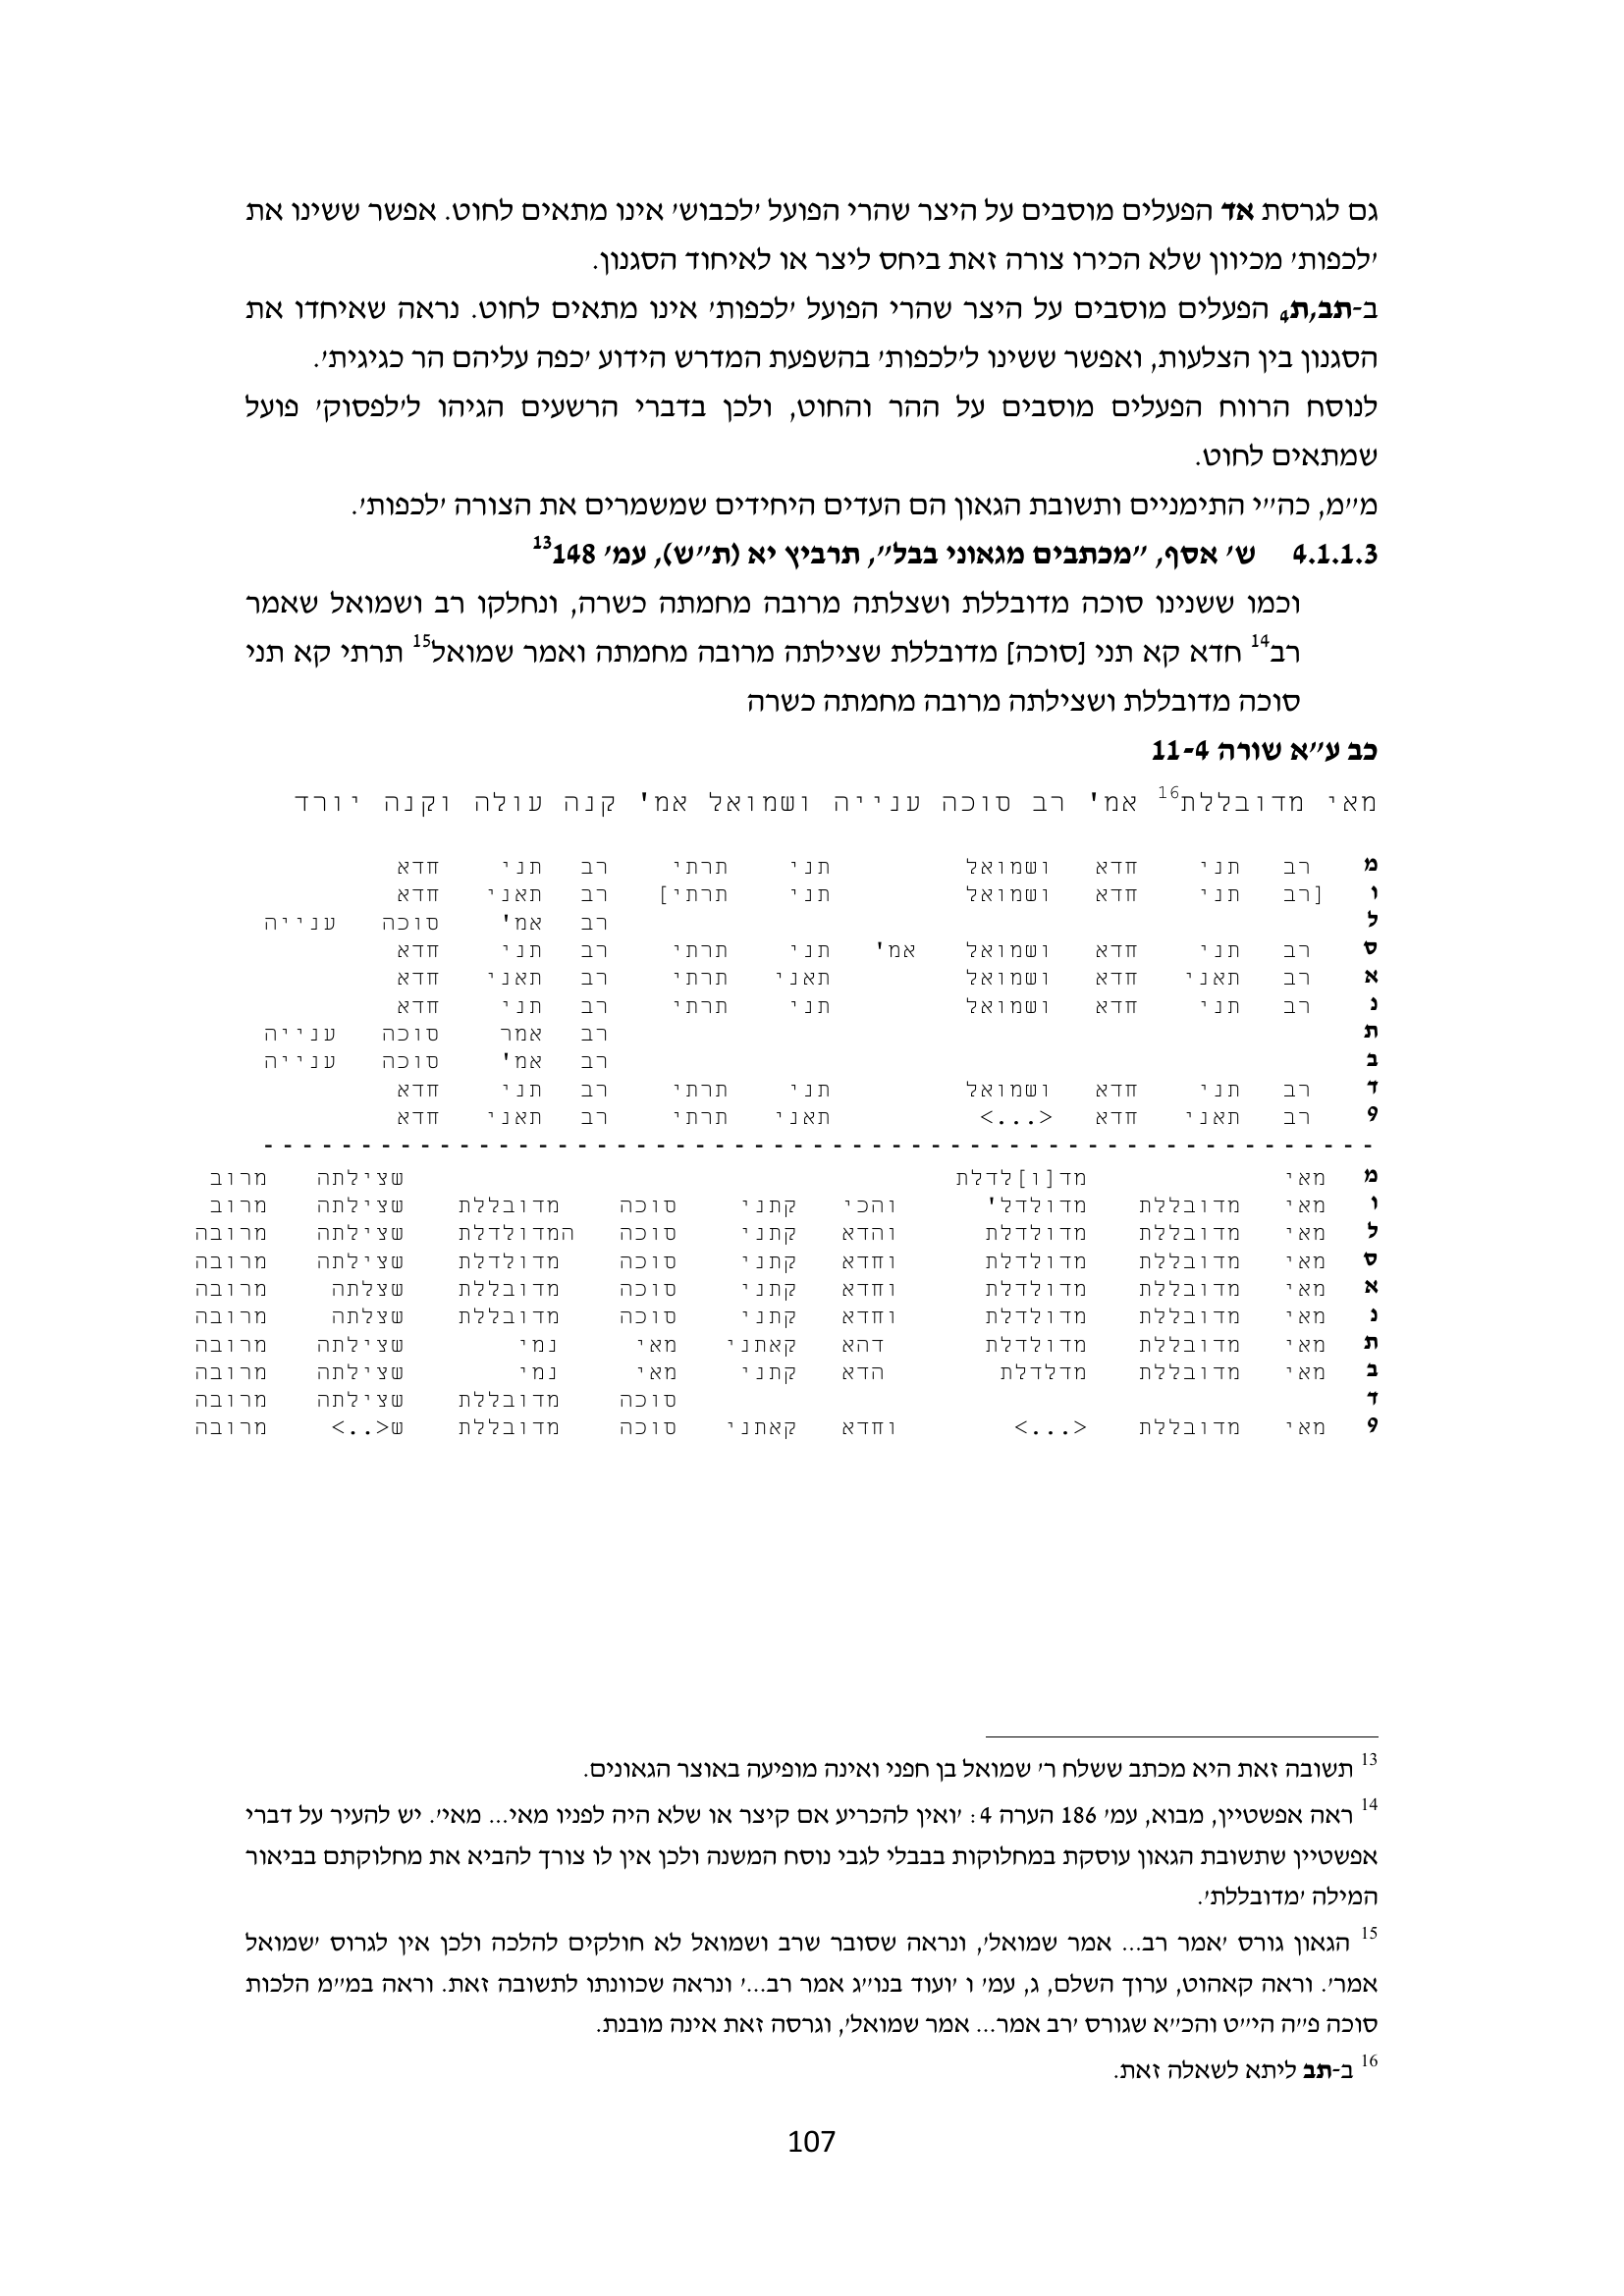 גם לגרסת אד הפעלים מוסבים על היצר שהרי הפועל 'לכבוש' אינו מתאים לחוט. אפשר ששינו את
'לכפות' מכיוון שלא הכירו צורה זאת ביחס ליצר או לאיחוד הסגנון.
ב-תב,ת4 הפעלים מוסבים על היצר שהרי הפועל 'לכפות' אינו מתאים לחוט. נראה שאיחדו את
הסגנון בין הצלעות, ואפשר ששינו ל'לכפות' בהשפעת המדרש הידוע 'כפה עליהם הר כגיגית'.
לנוסח הרווח הפעלים מוסבים על ההר והחוט, ולכן בדברי הרשעים הגיהו ל'לפסוק' פועל
שמתאים לחוט.
מ"מ, כה"י התימניים ותשובת הגאון הם העדים היחידים שמשמרים את הצורה 'לכפות'.
4.1.1.3 ש' אסף, "מכתבים מגאוני בבל", תרביץ יא (ת"ש), עמ' 148 13
וכמו ששנינו סוכה מדובללת ושצלתה מרובה מחמתה כשרה, ונחלקו רב ושמואל שאמר
רב14 חדא קא תני [סוכה] מדובללת שצילתה מרובה מחמתה ואמר שמואל15 תרתי קא תני
סוכה מדובללת ושצילתה מרובה מחמתה כשרה
כב ע"א שורה 11-4
מאי מדובללת16 אמ' רב סוכה ענייה ושמואל אמ' קנה עולה וקנה יורד
מ רב תני חדא ושמואל תני תרתי רב תני חדא
ו [רב תני חדא ושמואל תני תרתי] רב תאני חדא
ל רב אמ' סוכה ענייה
ס רב תני חדא ושמואל אמ' תני תרתי רב תני חדא
א רב תאני חדא ושמואל תאני תרתי רב תאני חדא
נ רב תני חדא ושמואל תני תרתי רב תני חדא
ת רב אמר סוכה ענייה
ב רב אמ' סוכה ענייה
ד רב תני חדא ושמואל תני תרתי רב תני חדא
9 רב תאני חדא <...> תאני תרתי רב תאני חדא
- - - - - - - - - - - - - - - - - - - - - - - - - - - - - - - - - - -
מ מאי מד[ו]לדלת שצילתה מרוב
ו מאי מדובללת מדולדל' והכי קתני סוכה מדובללת שצילתה מרוב
ל מאי מדובללת מדולדלת והדא קתני סוכה המדולדלת שצילתה מרובה
ס מאי מדובללת מדולדלת וחדא קתני סוכה מדולדלת שצילתה מרובה
א מאי מדובללת מדולדלת וחדא קתני סוכה מדובללת שצלתה מרובה
נ מאי מדובללת מדולדלת וחדא קתני סוכה מדובללת שצלתה מרובה
ת מאי מדובללת מדולדלת דהא קאתני מאי נמי שצילתה מרובה
ב מאי מדובללת מדלדלת הדא קתני מאי נמי שצילתה מרובה
ד סוכה מדובללת שצילתה מרובה
9 מאי מדובללת <...> וחדא קאתני סוכה מדובללת ש<..> מרובה
13 תשובה זאת היא מכתב ששלח ר' שמואל בן חפני ואינה מופיעה באוצר הגאונים.
14 ראה אפשטיין, מבוא, עמ' 186 הערה 4: 'ואין להכריע אם קיצר או שלא היה לפניו מאי... מאי'. יש להעיר על דברי
אפשטיין שתשובת הגאון עוסקת במחלוקות בבבלי לגבי נוסח המשנה ולכן אין לו צורך להביא את מחלוקתם בביאור
המילה 'מדובללת'.
15 הגאון גורס 'אמר רב... אמר שמואל', ונראה שסובר שרב ושמואל לא חולקים להלכה ולכן אין לגרוס 'שמואל
אמר'. וראה קאהוט, ערוך השלם, ג, עמ' ו 'ועוד בנו"ג אמר רב...' ונראה שכוונתו לתשובה זאת. וראה במ"מ הלכות
סוכה פ"ה הי"ט והכ"א שגורס 'רב אמר... אמר שמואל', וגרסה זאת אינה מובנת.
16 ב-תב ליתא לשאלה זאת.
107